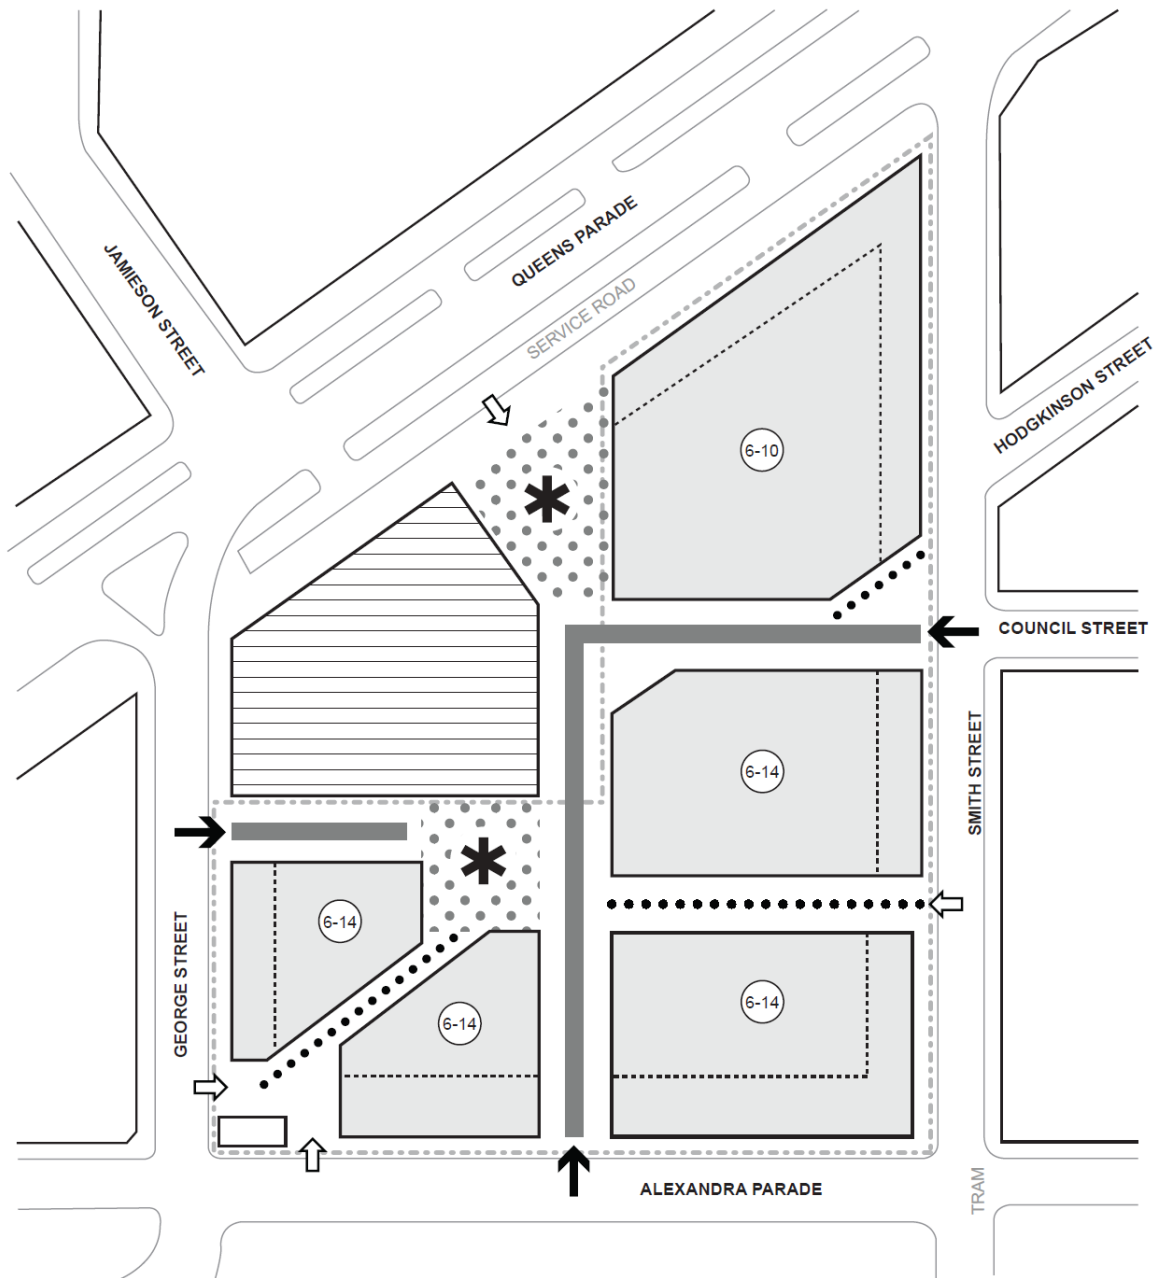 QUEENS PARADE
JAMIESON STREET
SERVICE ROAD
HODGKINSON STREET
6-10
COUNCIL STREET
6-14
SMITH STREET
6-14
GEORGE STREET
6-14
6-14
ALEXANDRA PARADE
TRAM